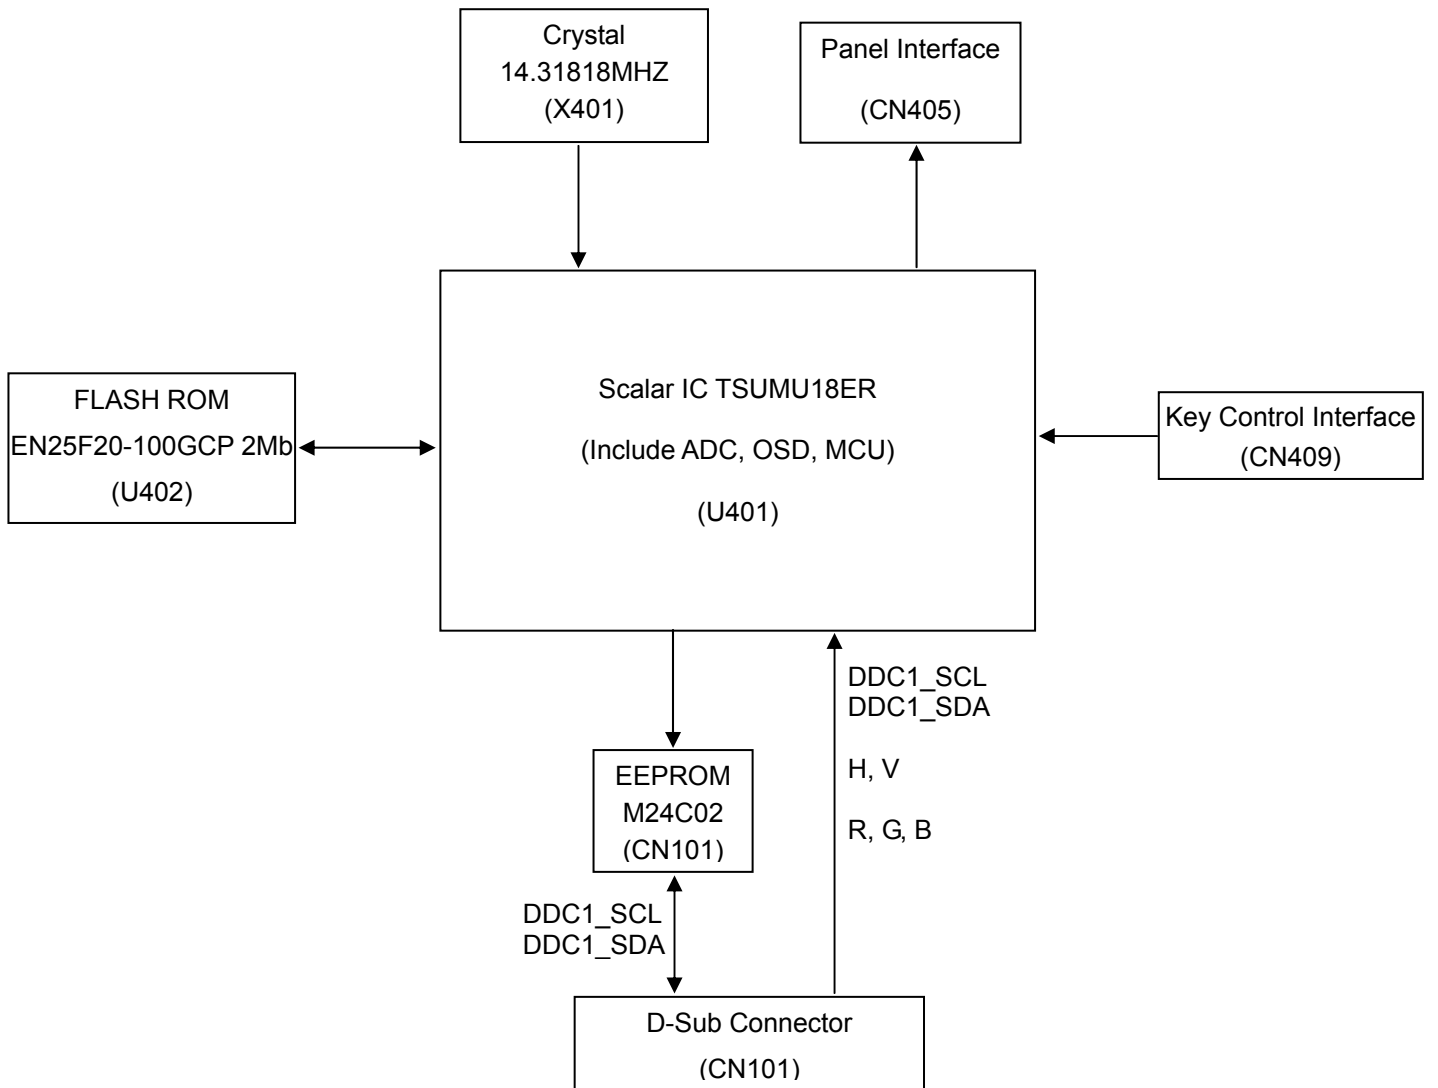 Crystal
14.31818MHZ
(X401)
Panel Interface
(CN405)
FLASH ROM
EN25F20-100GCP 2Mb
(U402)
Scalar IC TSUMU18ER
(Include ADC, OSD, MCU)
(U401)
Key Control Interface
(CN409)
DDC1_SCL
DDC1_SDA
H, V
R, G, B
EEPROM
M24C02
(CN101)
DDC1_SCL
DDC1_SDA
D-Sub Connector
(CN101)